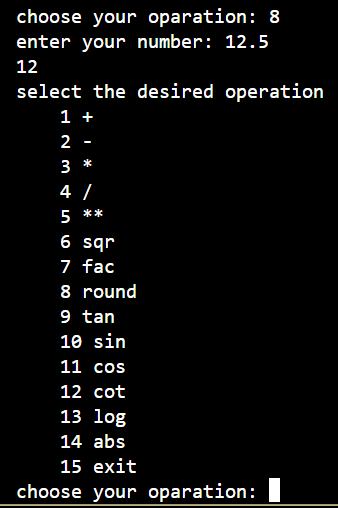 choose your oparation: 8
enter your number: 12.5
12
select the desired operation
1 +
2 -
3 *
4 /
5 **
6 sqr
7 fac
8 round
9 tan
10 sin
11 cos
12 cot
13 log
14 abs
15 exit
choose your oparation: